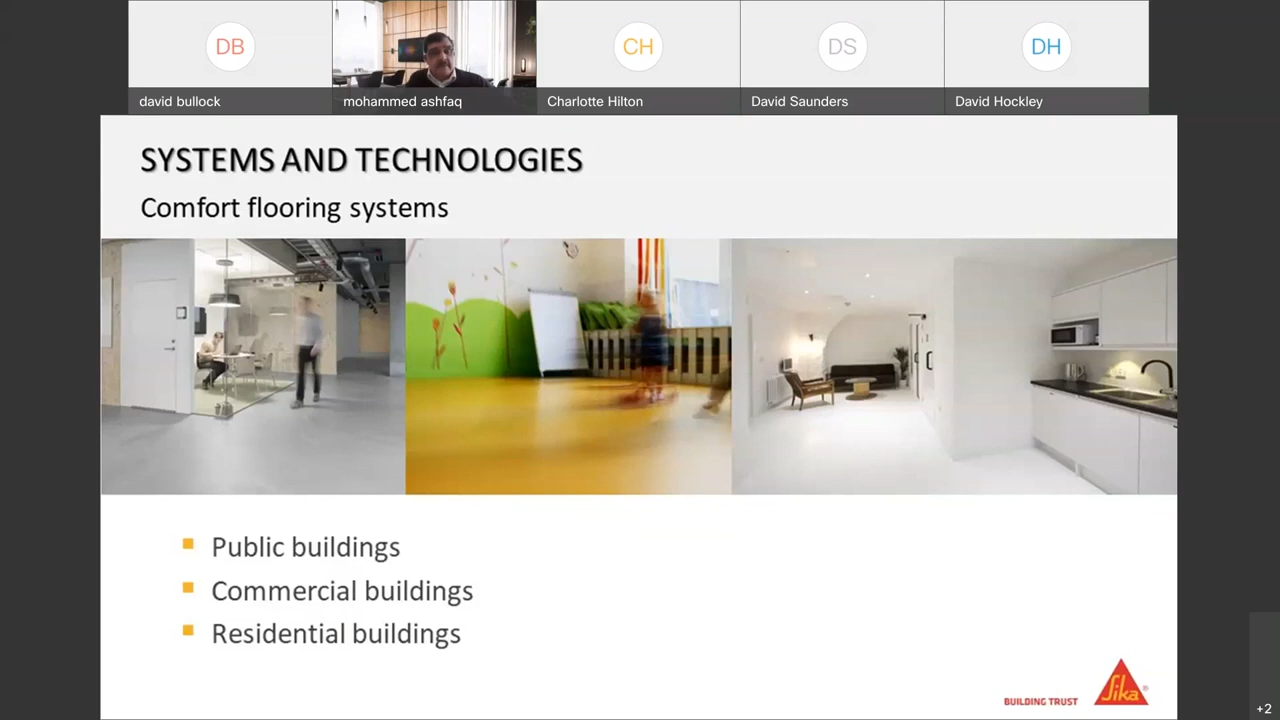 DB
CH
DS
DH
david bullock
mohammed ashfaq
Charlotte Hilton
David Saunders
David Hockley
SYSTEMS AND TECHNOLOGIES
Comfort flooring systems
Public buildings
Commercial buildings
Residential buildings
BUILDING TRUST
Sika®
+2